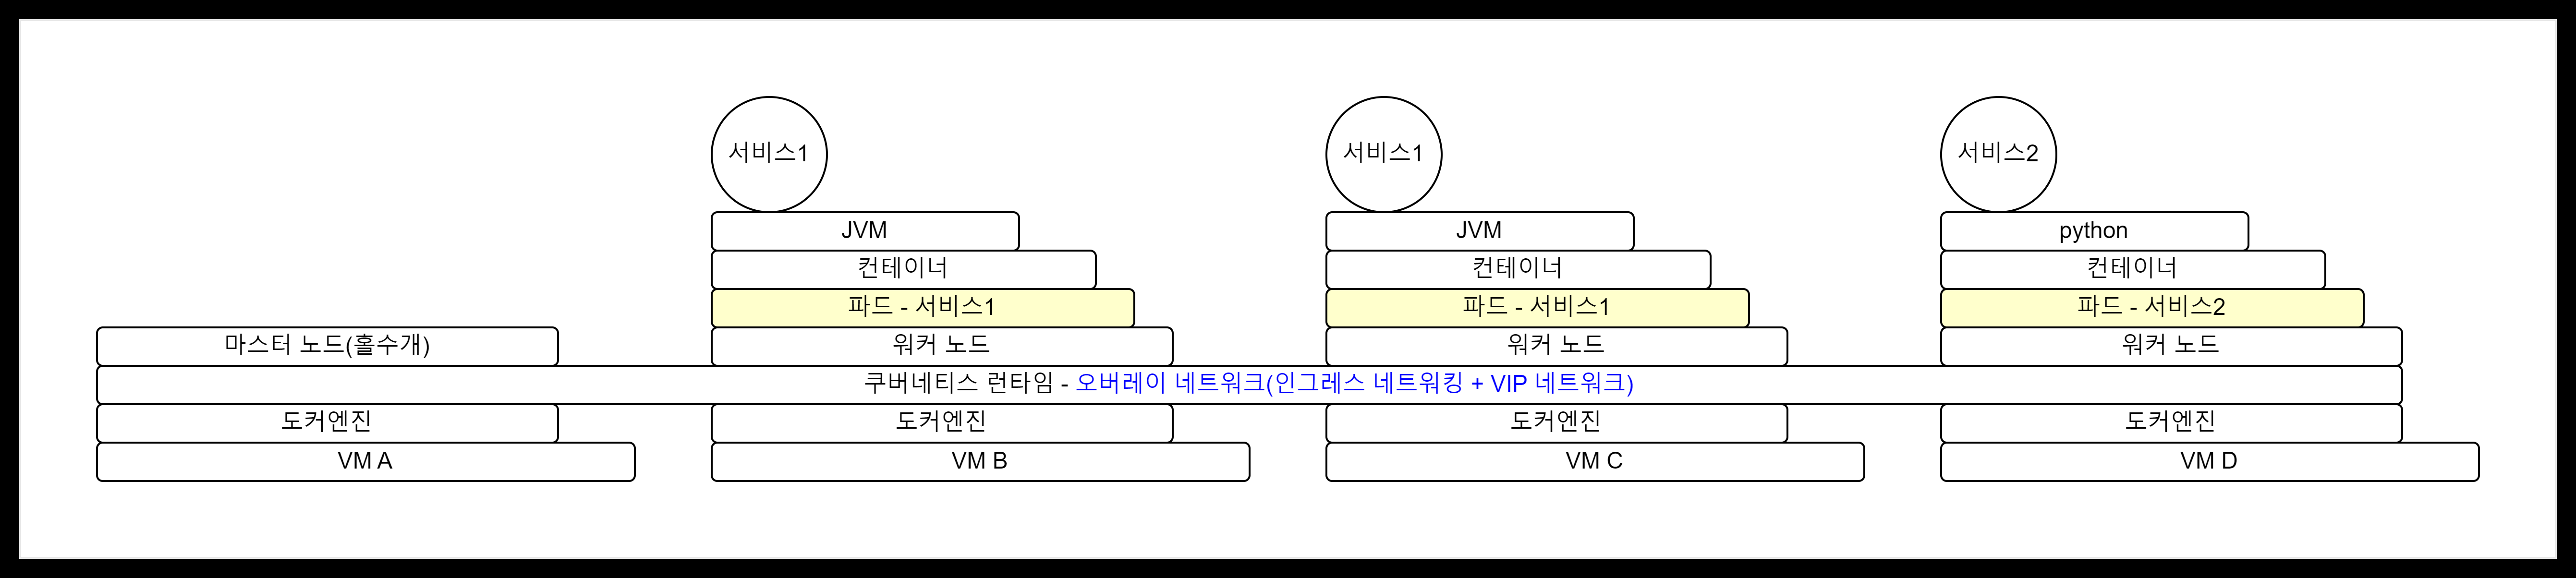 서비스1
서비스1
서비스2
JVM
JVM
python
컨테이너
컨테이너
컨테이너
파드 - 서비스1
파드 - 서비스1
파드 - 서비스2
마스터 노드(홀수개)
워커 노드
워커 노드
워커 노드
쿠버네티스 런타임 - 오버레이 네트워크(인그레스 네트워킹 + VIP 네트워크)
도커엔진
도커엔진
도커엔진
도커엔진
VM A
VM B
VM C
VM D